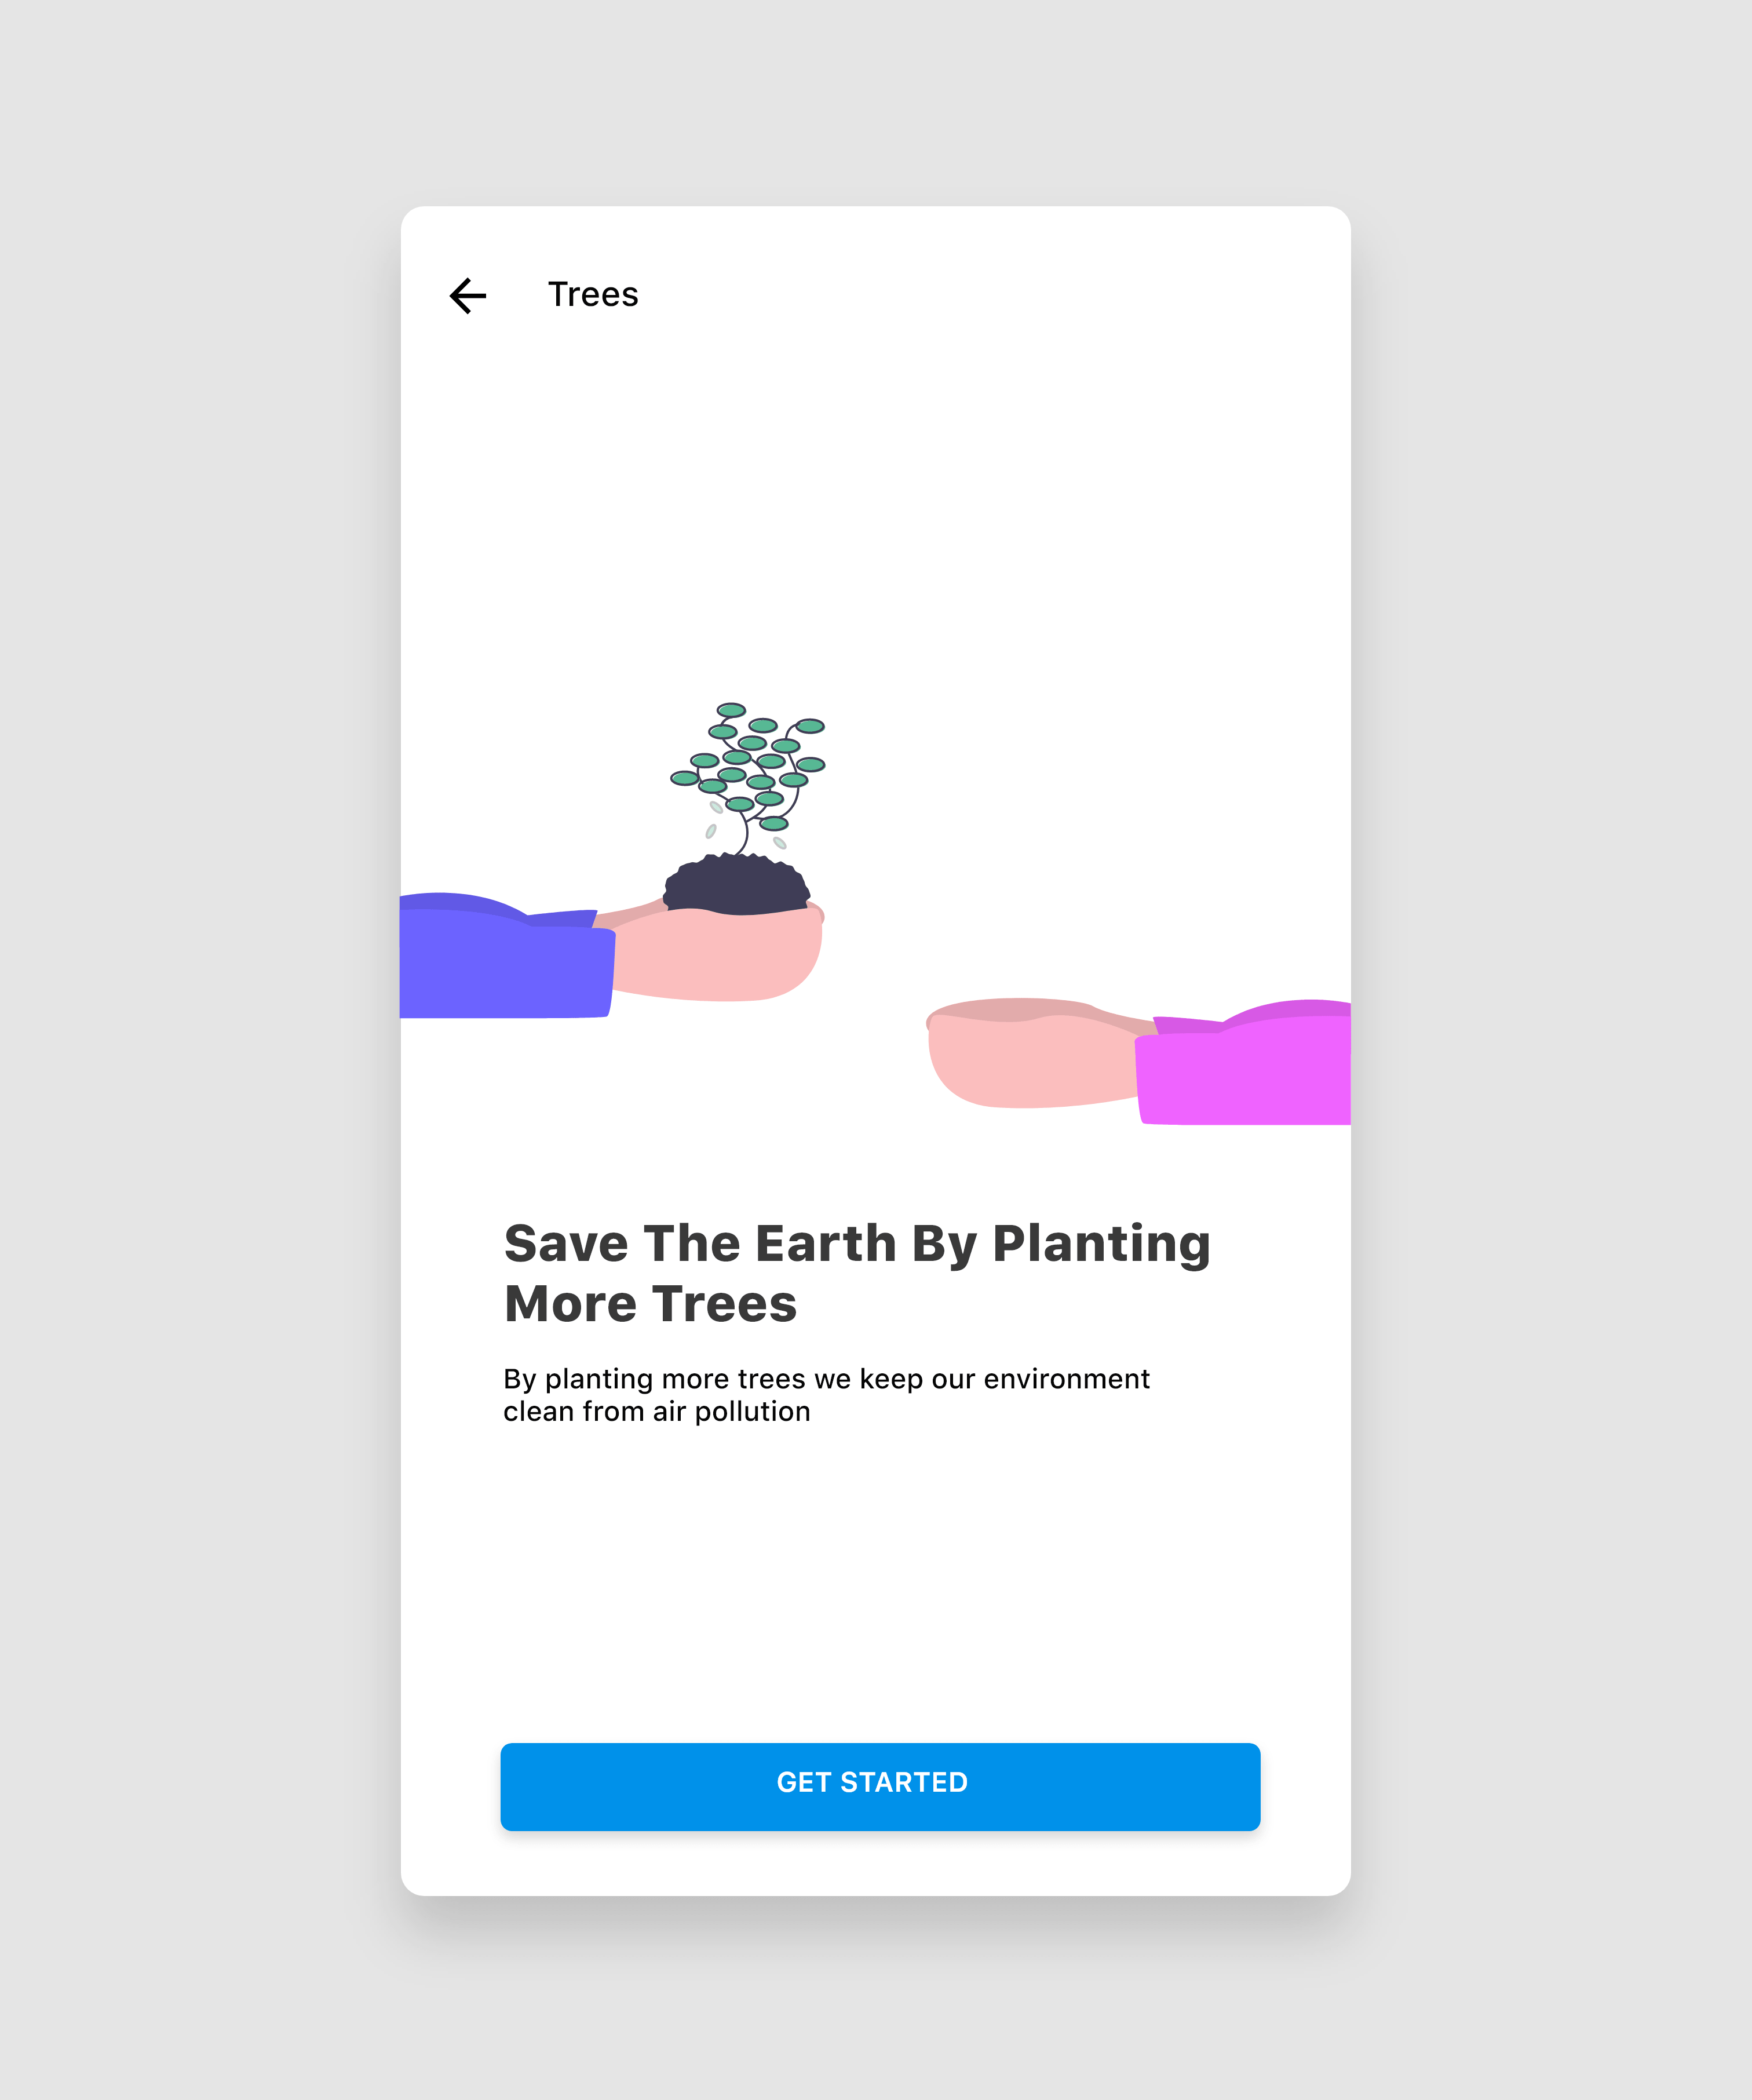 Trees
Save The Earth By Planting
More Trees
By planting more trees we keep our environment
clean from air pollution
GET STARTED